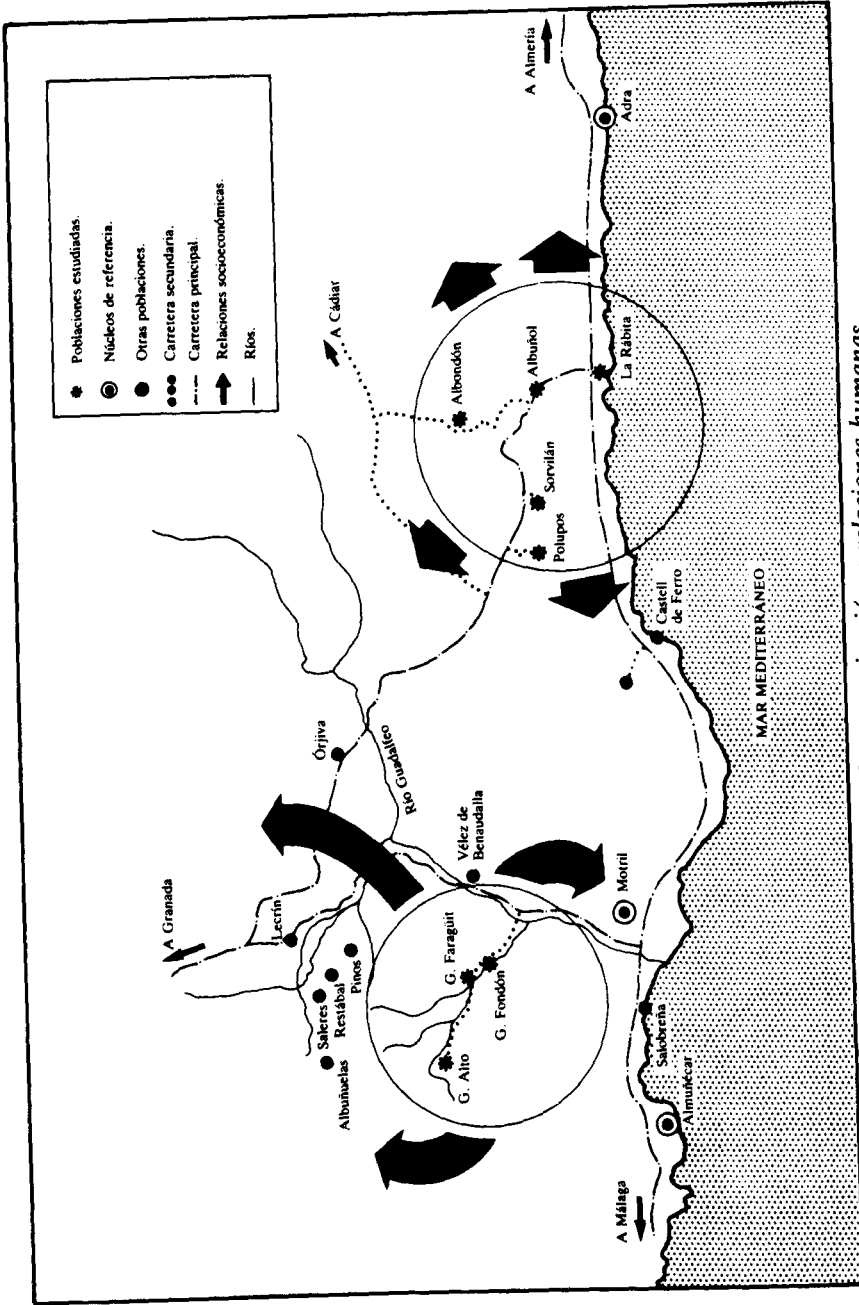 Poblaciones estudiadas.
Núcleos de referencia.
Otras poblaciones.
Carretera secundaria.
Carretera principal.
Relaciones socioeconómicas.
Ríos.
A Granada
A Cádiar
A Almería
Lecrín
Órjiva
Saleres
Restábal
Pinos
Albuñuelas
Río Guadalfeo
Albondón
G. Faragüit
G. Fondón
G. Alto
Vélez de
Benaudalla
Sorvilán
Albuñol
Polupos
La Rábita
Adra
Motril
Castell
de Ferro
Salobreña
Almuñécar
A Málaga
MAR MEDITERRÁNEO
relaciones humanas